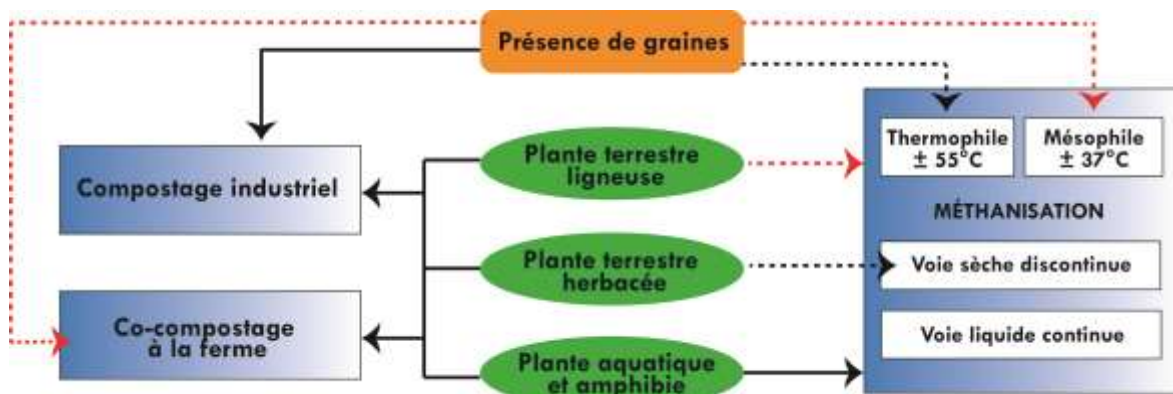 Présence de graines
Compostage industriel
Co-compostage
à la ferme
Plante terrestre
ligneuse
Plante terrestre
herbacée
Plante aquatique
et amphibie
Thermophile
± 55°C
Mésophile
± 37°C
MÉTHANISATION
Voie sèche discontinue
Voie liquide continue